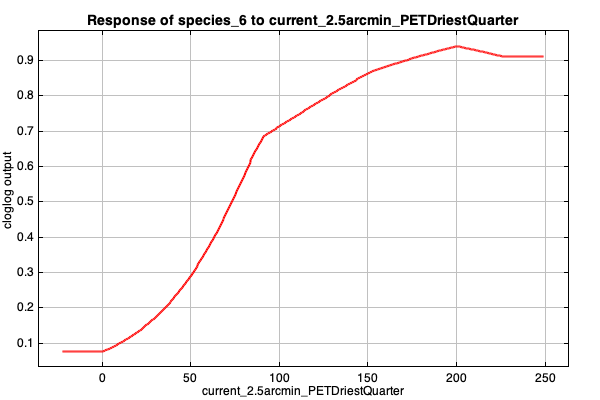 Response of species_6 to current_2.5arcmin_PETDriestQuarter
cloglog output
0.9
0.8
0.7
0.6
0.5
0.4
0.3
0.2
0.1
0 50 100 150 200 250
current_2.5arcmin_PETDriestQuarter